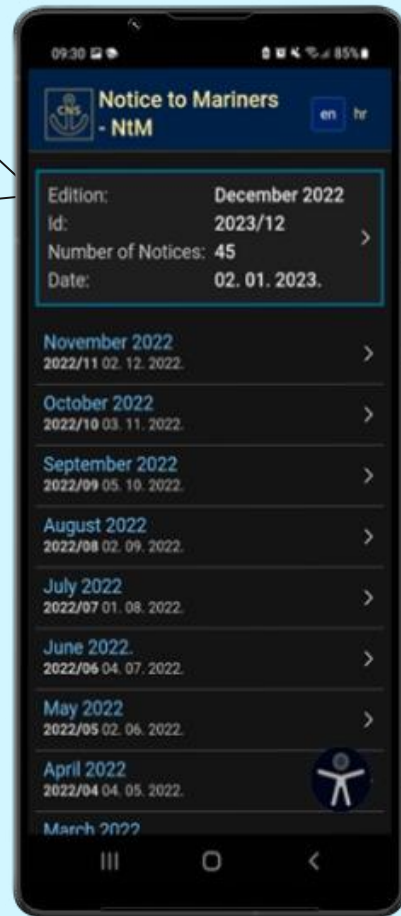 09:30 85%
CNS
Notice to Mariners
- NtM
en hr
Edition: December 2022
Id: 2023/12
Number of Notices: 45
Date: 02. 01. 2023.
November 2022
2022/11 02. 12. 2022.
October 2022
2022/10 03. 11. 2022.
September 2022
2022/09 05. 10. 2022.
August 2022
2022/08 02. 09. 2022.
July 2022
2022/07 01. 08. 2022.
June 2022.
2022/06 04. 07. 2022.
May 2022
2022/05 02. 06. 2022.
April 2022
2022/04 04. 05. 2022.
March 2022